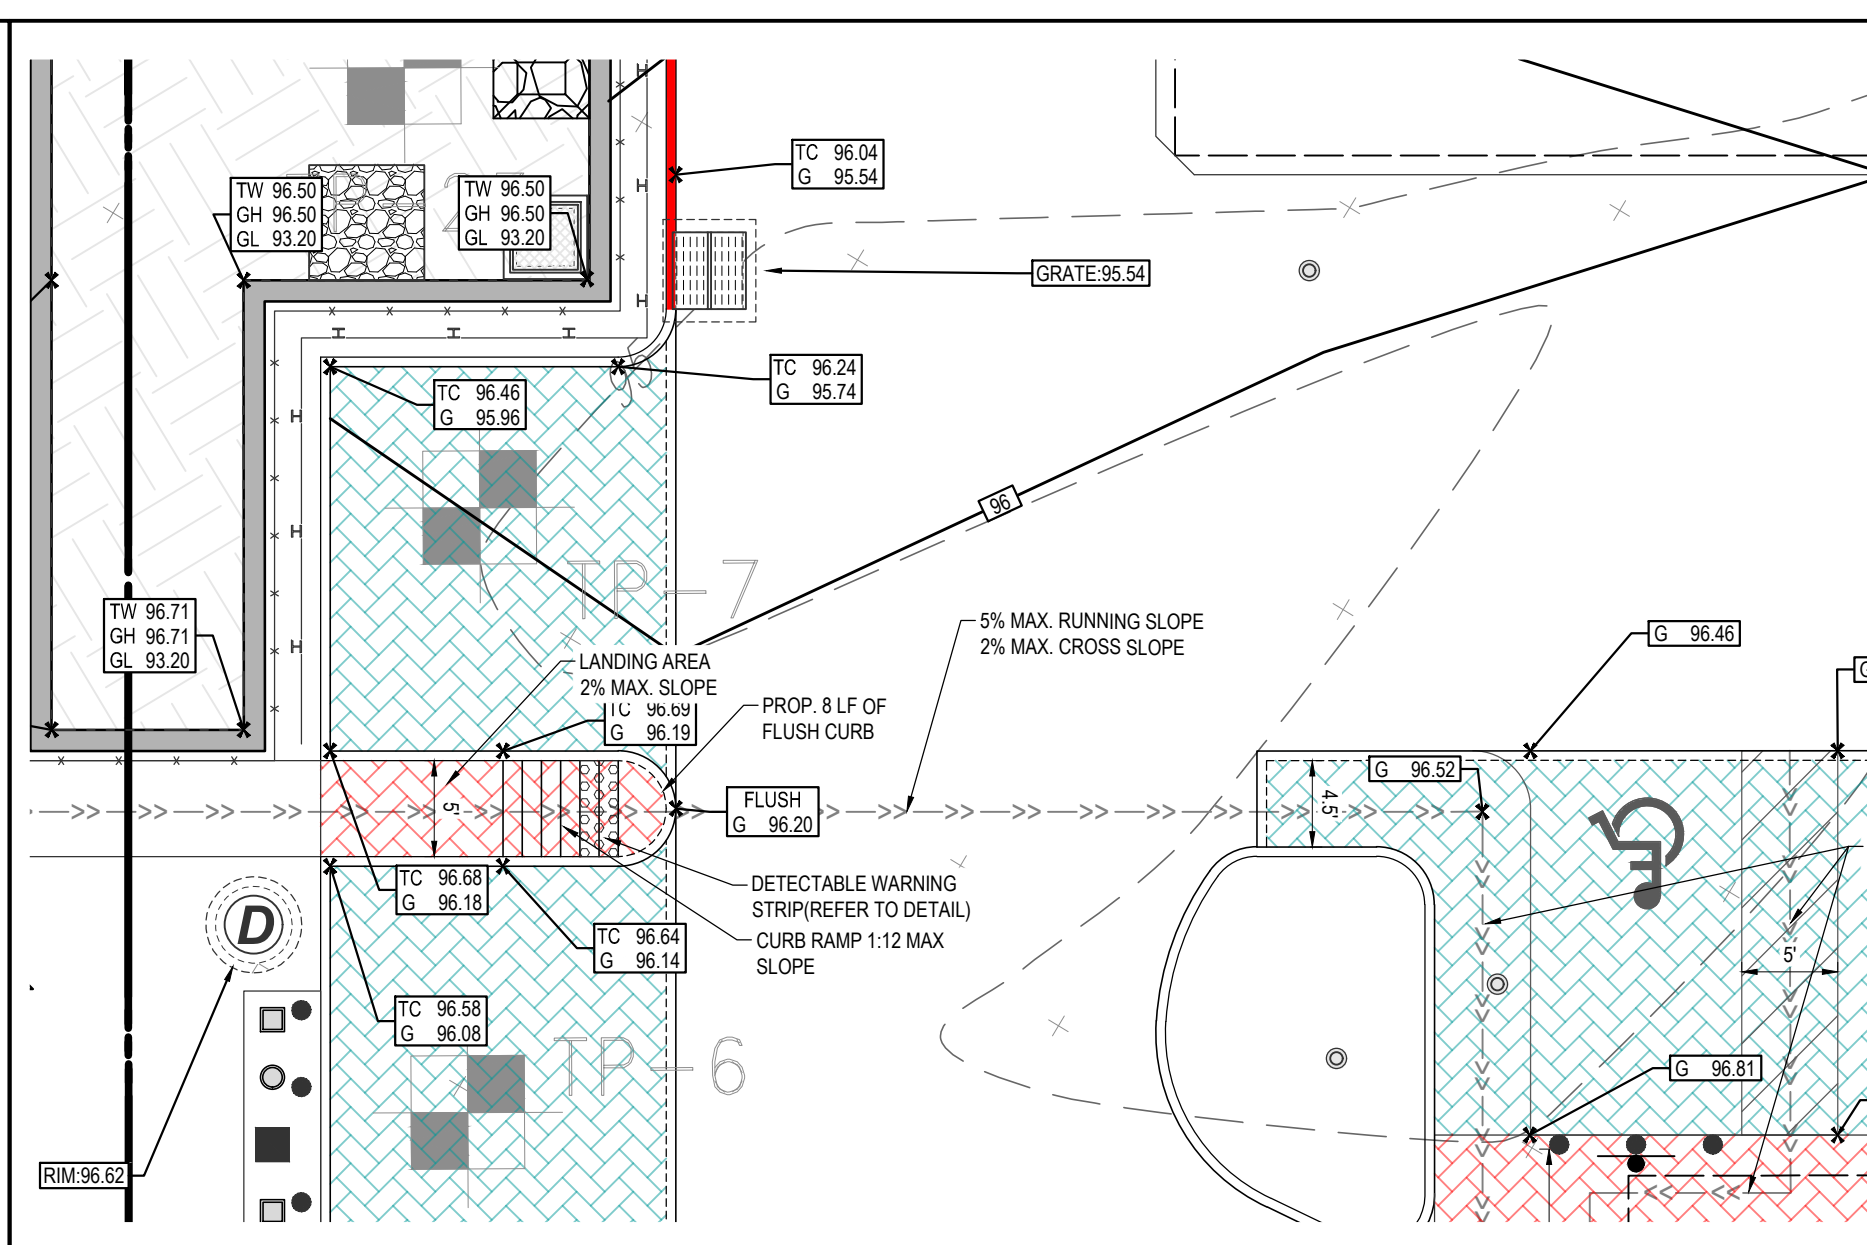 TC 96.04
G 95.54
TW 96.50
GH 96.50
GL 93.20
TW 96.50
GH 96.50
GL 93.20
GRATE:95.54
TC 96.24
G 95.74
TC 96.46
G 95.96
96
TP-7
TW 96.71
GH 96.71
GL 93.20
5% MAX. RUNNING SLOPE
2% MAX. CROSS SLOPE
G 96.46
LANDING AREA
2% MAX. SLOPE
TC 96.69
G 96.19
PROP. 8 LF OF
FLUSH CURB
G 96.52
5'
4.5'
FLUSH
G 96.20
TC 96.68
G 96.18
DETECTABLE WARNING
STRIP(REFER TO DETAIL)
CURB RAMP 1:12 MAX
SLOPE
D
TC 96.64
G 96.14
5'
TC 96.58
G 96.08
TP-6
G 96.81
RIM:96.62